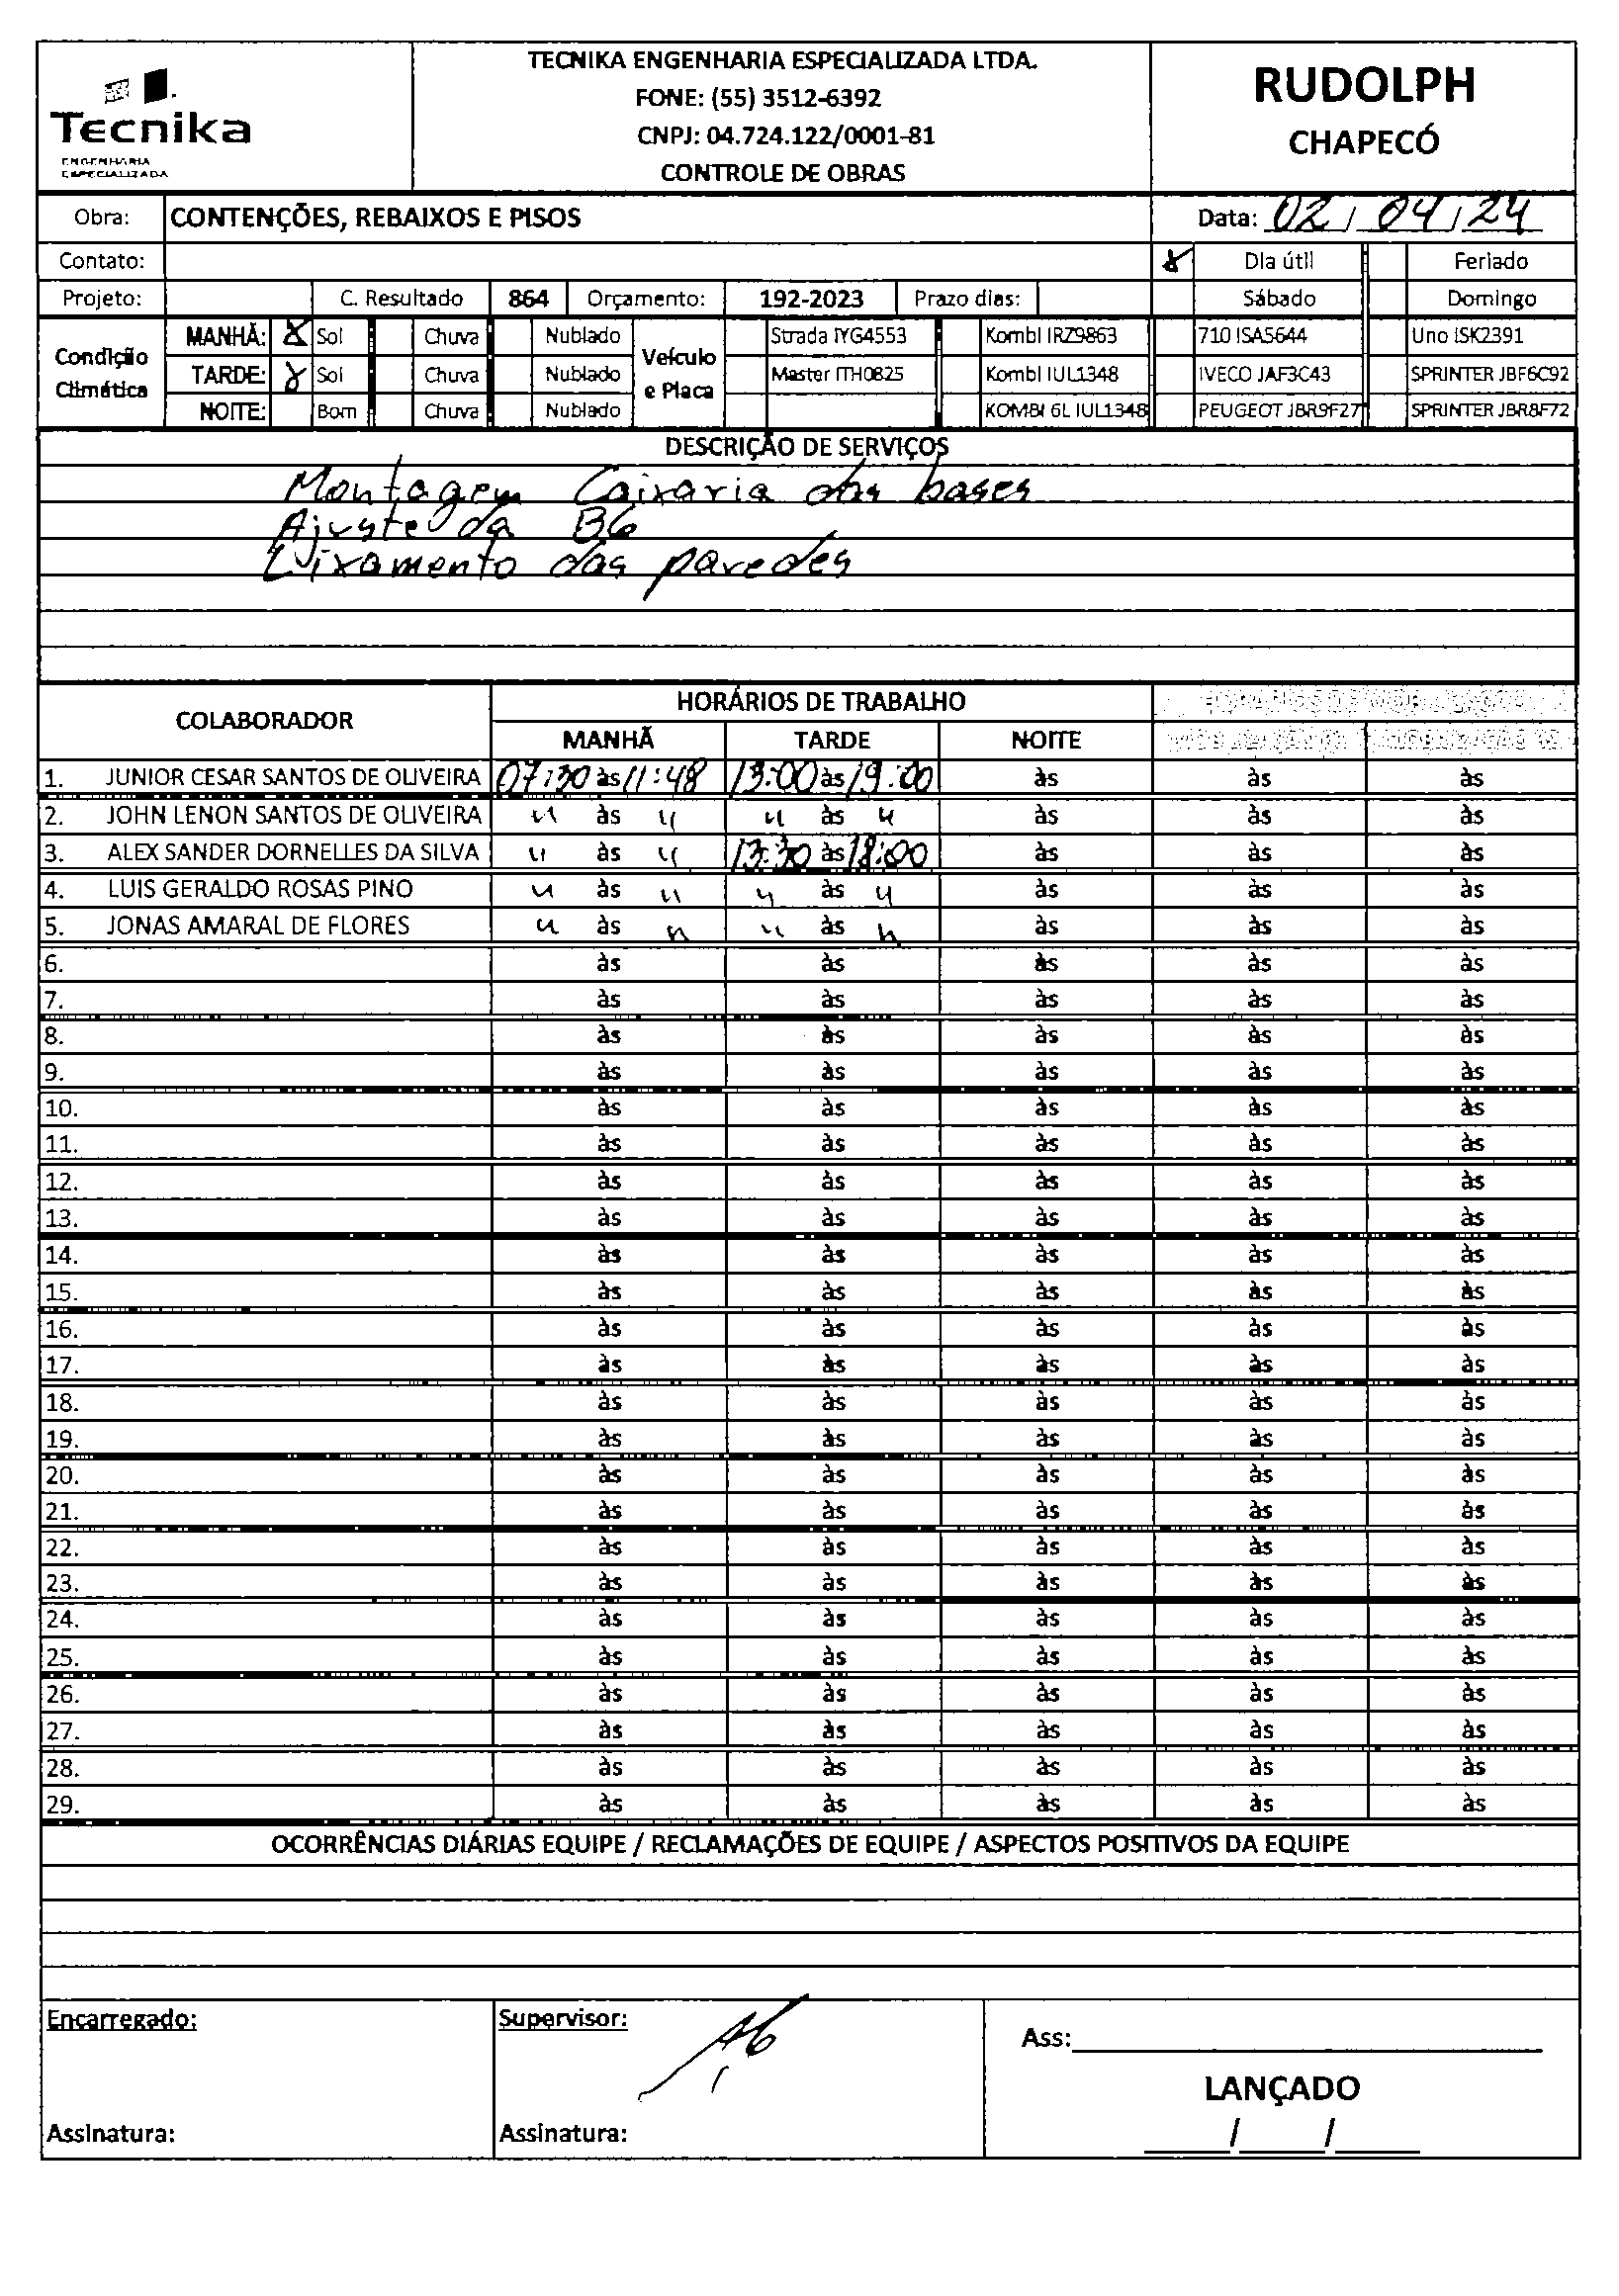 Tecnika
ENGENHARIA
ESPECIALIZADA
TECNIKA ENGENHARIA ESPECIALIZADA LTDA.
FONE: (55) 3512-6392
CNPJ: 04.724.122/0001-81
CONTROLE DE OBRAS
RUDOLPH
CHAPECÓ
Obra: CONTENÇÕES, REBAIXOS E PISOS Data: 02/04/24
Contato: Dia útil Feriado
Projeto: C. Resultado 864 Orçamento: 192-2023 Prazo dias: Sábado Domingo
Condição Climática
MANHÃ: X Sol Chuva Nublado
TARDE: X Sol Chuva Nublado
NOITE: Bom Chuva Nublado
Veículo e Placa
Strada IYG4553 Kombi IRZ9863 710 ISA5644 Uno ISK2391
Master ITH0825 Kombi IUL1348 IVECO JAF3C43 SPRINTER JBF6C92
KOMBI 6L IUL1348 PEUGEOT JBR9F27 SPRINTER JBR8F72
DESCRIÇÃO DE SERVIÇOS
Montagem Caixaria das bases
Ajuste da B6
Lixamento das paredes
COLABORADOR HORÁRIOS DE TRABALHO
MANHÃ TARDE NOITE
1. JUNIOR CESAR SANTOS DE OLIVEIRA 07:30 às 11:48 13:00 às 19:00 às às às
2. JOHN LENON SANTOS DE OLIVEIRA " às " " às " às às às
3. ALEX SANDER DORNELLES DA SILVA " às " 13:30 às 18:00 às às às
4. LUIS GERALDO ROSAS PINO " às " " às " às às às
5. JONAS AMARAL DE FLORES " às " " às " às às às
6. às às às às às
7. às às às às às
8. às às às às às
9. às às às às às
10. às às às às às
11. às às às às às
12. às às às às às
13. às às às às às
14. às às às às às
15. às às às às às
16. às às às às às
17. às às às às às
18. às às às às às
19. às às às às às
20. às às às às às
21. às às às às às
22. às às às às às
23. às às às às às
24. às às às às às
25. às às às às às
26. às às às às às
27. às às às às às
28. às às às às às
29. às às às às às
OCORRÊNCIAS DIÁRIAS EQUIPE / RECLAMAÇÕES DE EQUIPE / ASPECTOS POSITIVOS DA EQUIPE
Encarregado: Supervisor:
Ass:
LANÇADO
Assinatura: Assinatura: / /